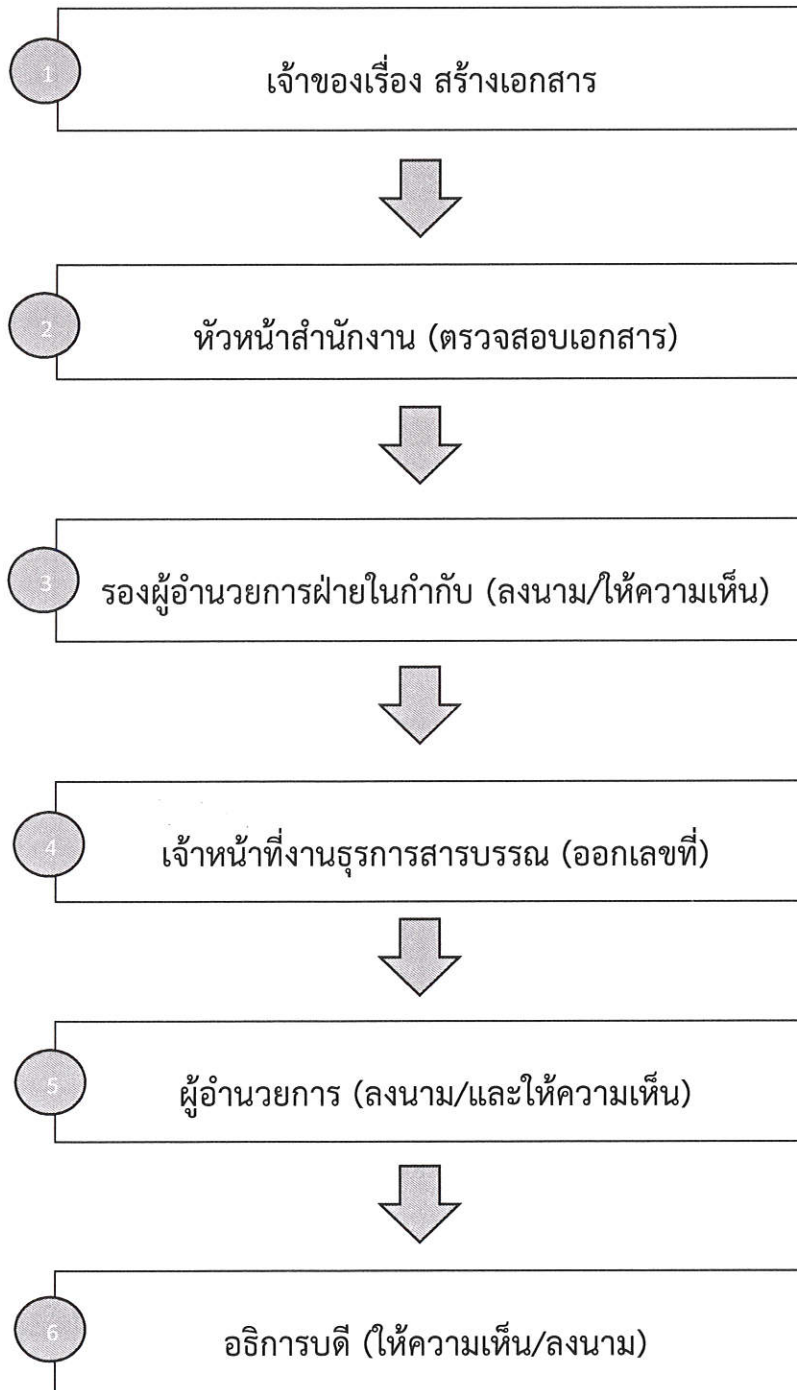 1
เจ้าของเรื่อง สร้างเอกสาร
2
หัวหน้าสำนักงาน (ตรวจสอบเอกสาร)
3
รองผู้อำนวยการฝ่ายในกำกับ (ลงนาม/ให้ความเห็น)
4
เจ้าหน้าที่งานธุรการสารบรรณ (ออกเลขที่)
5
ผู้อำนวยการ (ลงนาม/และให้ความเห็น)
6
อธิการบดี (ให้ความเห็น/ลงนาม)